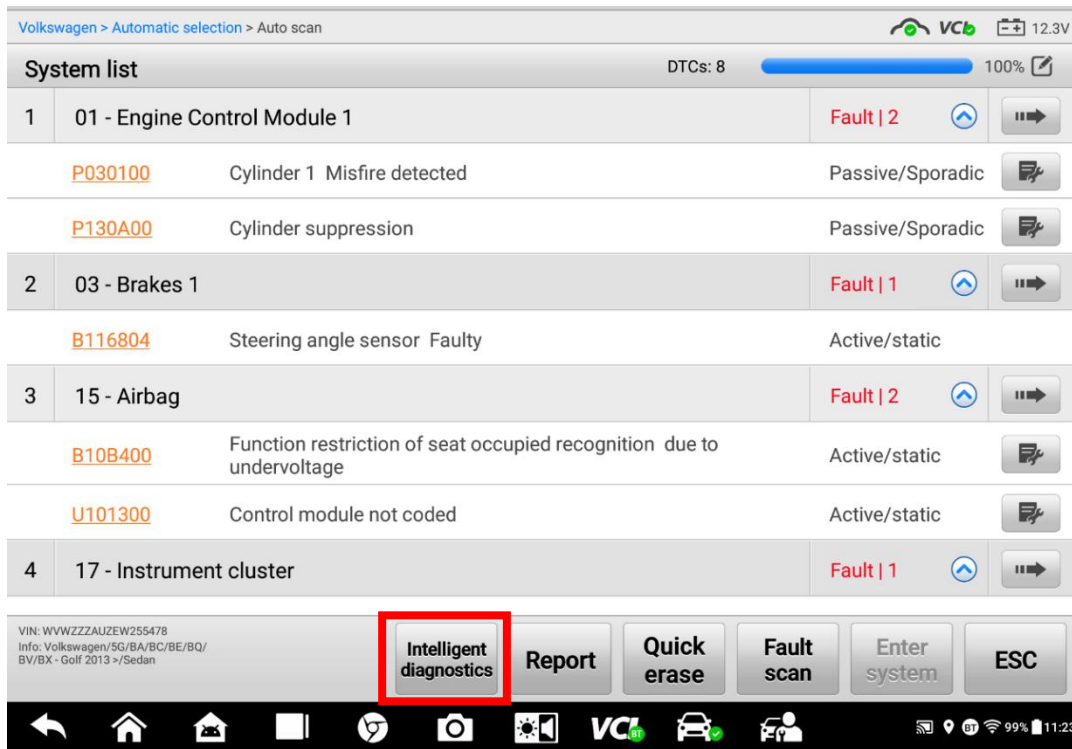 Volkswagen > Automatic selection > Auto scan VCI 12.3V
System list DTCs: 8 100%
1 01 - Engine Control Module 1 Fault | 2
P030100 Cylinder 1 Misfire detected Passive/Sporadic
P130A00 Cylinder suppression Passive/Sporadic
2 03 - Brakes 1 Fault | 1
B116804 Steering angle sensor Faulty Active/static
3 15 - Airbag Fault | 2
B10B400 Function restriction of seat occupied recognition due to
undervoltage Active/static
U101300 Control module not coded Active/static
4 17 - Instrument cluster Fault | 1
VIN: WVWZZZAUZEW255478
Info: Volkswagen/5G/BA/BC/BE/BQ/
BV/BX - Golf 2013 >/Sedan
Intelligent
diagnostics
Report
Quick
erase
Fault
scan
Enter
system
ESC
VCI BT BT 99% 11:23